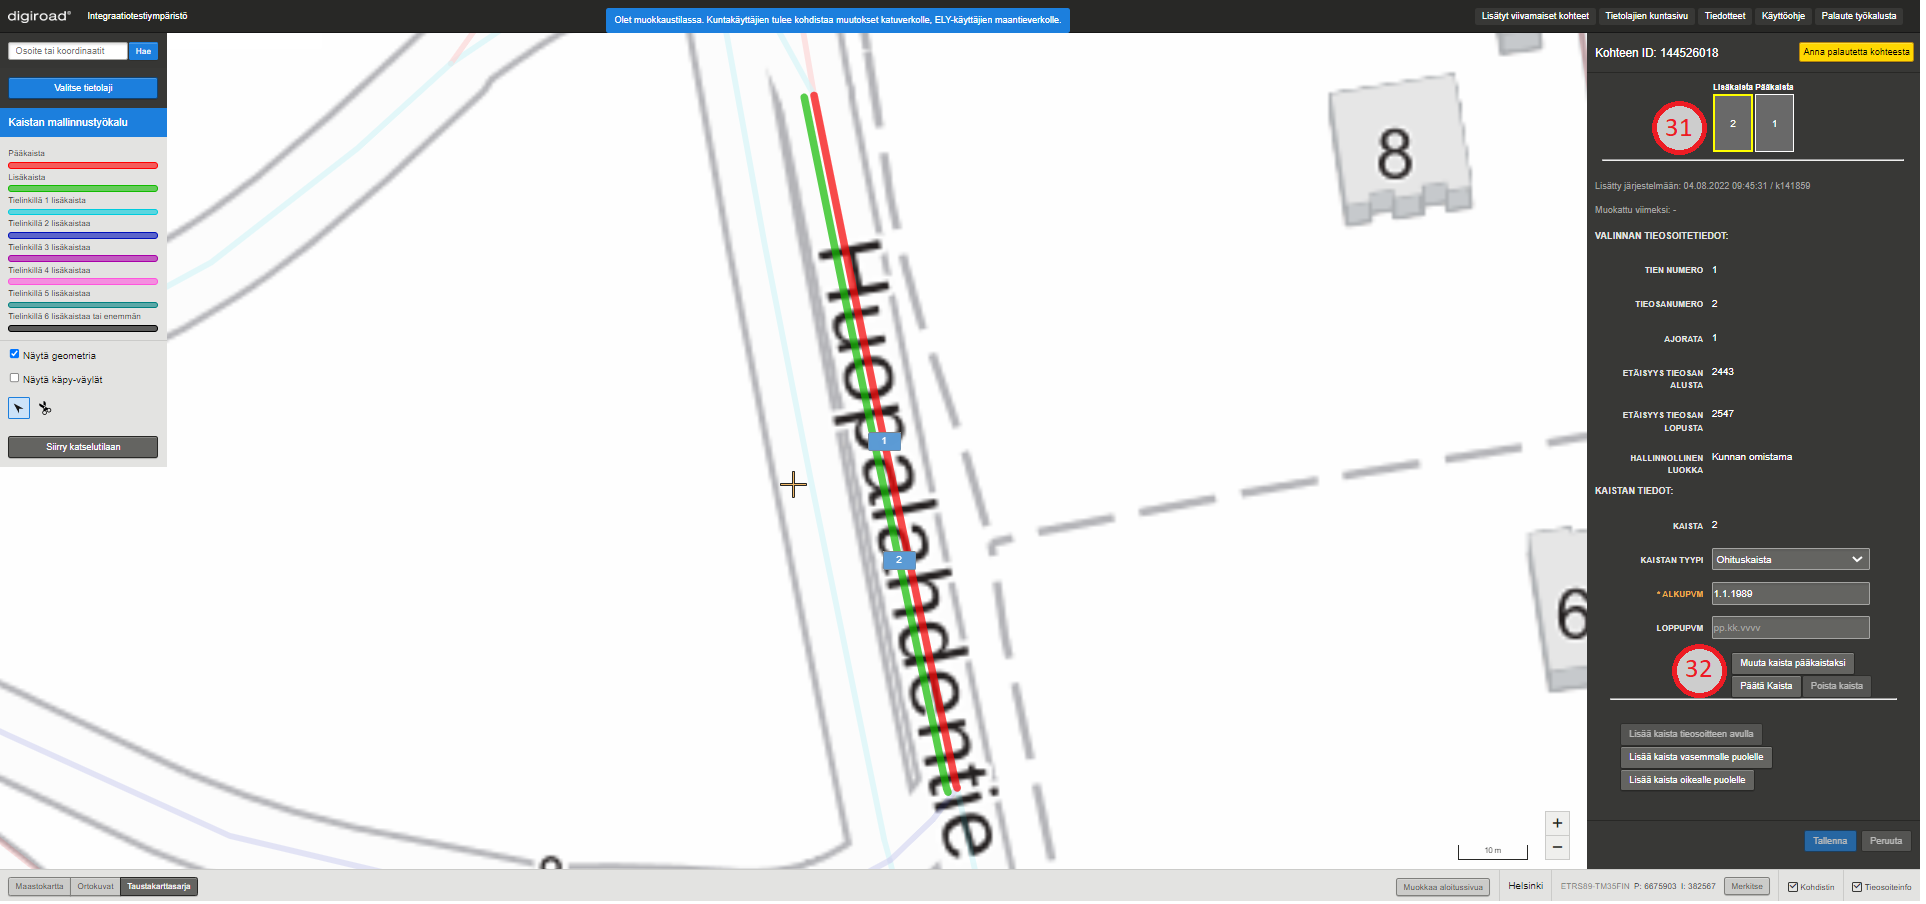 digiroad®
Integraatiotestiympäristö
Olet muokkaustilassa. Kuntakäyttäjien tulee kohdistaa muutokset katuverkolle, ELY-käyttäjien maantieverkolle.
Lisätyt viivamaiset kohteet
Tietolajien kuntasivu
Tiedotteet
Käyttöohje
Palaute työkalusta
Osoite tai koordinaatit
Hae
Valitse tietolaji
Kaistan mallinnustyökalu
Pääkaista
Lisäkaista
Tielinkillä 1 lisäkaista
Tielinkillä 2 lisäkaistaa
Tielinkillä 3 lisäkaistaa
Tielinkillä 4 lisäkaistaa
Tielinkillä 5 lisäkaistaa
Tielinkillä 6 lisäkaistaa tai enemmän
Näytä geometria
Näytä käpy-väylät
Siirry katselutilaan
Huopalahdentie
1
2
8
6
10 m
+
−
Kohteen ID: 144526018
Anna palautetta kohteesta
Lisäkaista Pääkaista
31
2
1
Lisätty järjestelmään: 04.08.2022 09:45:31 / k141859
Muokattu viimeksi: -
VALINNAN TIEOSOITETIEDOT:
TIEN NUMERO 1
TIEOSANUMERO 2
AJORATA 1
ETÄISYYS TIEOSAN ALUSTA 2443
ETÄISYYS TIEOSAN LOPUSTA 2547
HALLINNOLLINEN LUOKKA Kunnan omistama
KAISTAN TIEDOT:
KAISTA 2
KAISTAN TYYPI Ohituskaista
* ALKUPVM 1.1.1989
LOPPUPVM pp.kk.vvvv
32
Muuta kaista pääkaistaksi
Päätä Kaista
Poista kaista
Lisää kaista tieosoitteen avulla
Lisää kaista vasemmalle puolelle
Lisää kaista oikealle puolelle
Tallenna
Peruuta
Maastokartta
Ortokuvat
Taustakarttasarja
Muokkaa aloitussivua
Helsinki
ETRS89-TM35FIN P: 6675903 I: 382567
Merkitse
Kohdistin
Tieosoiteinfo